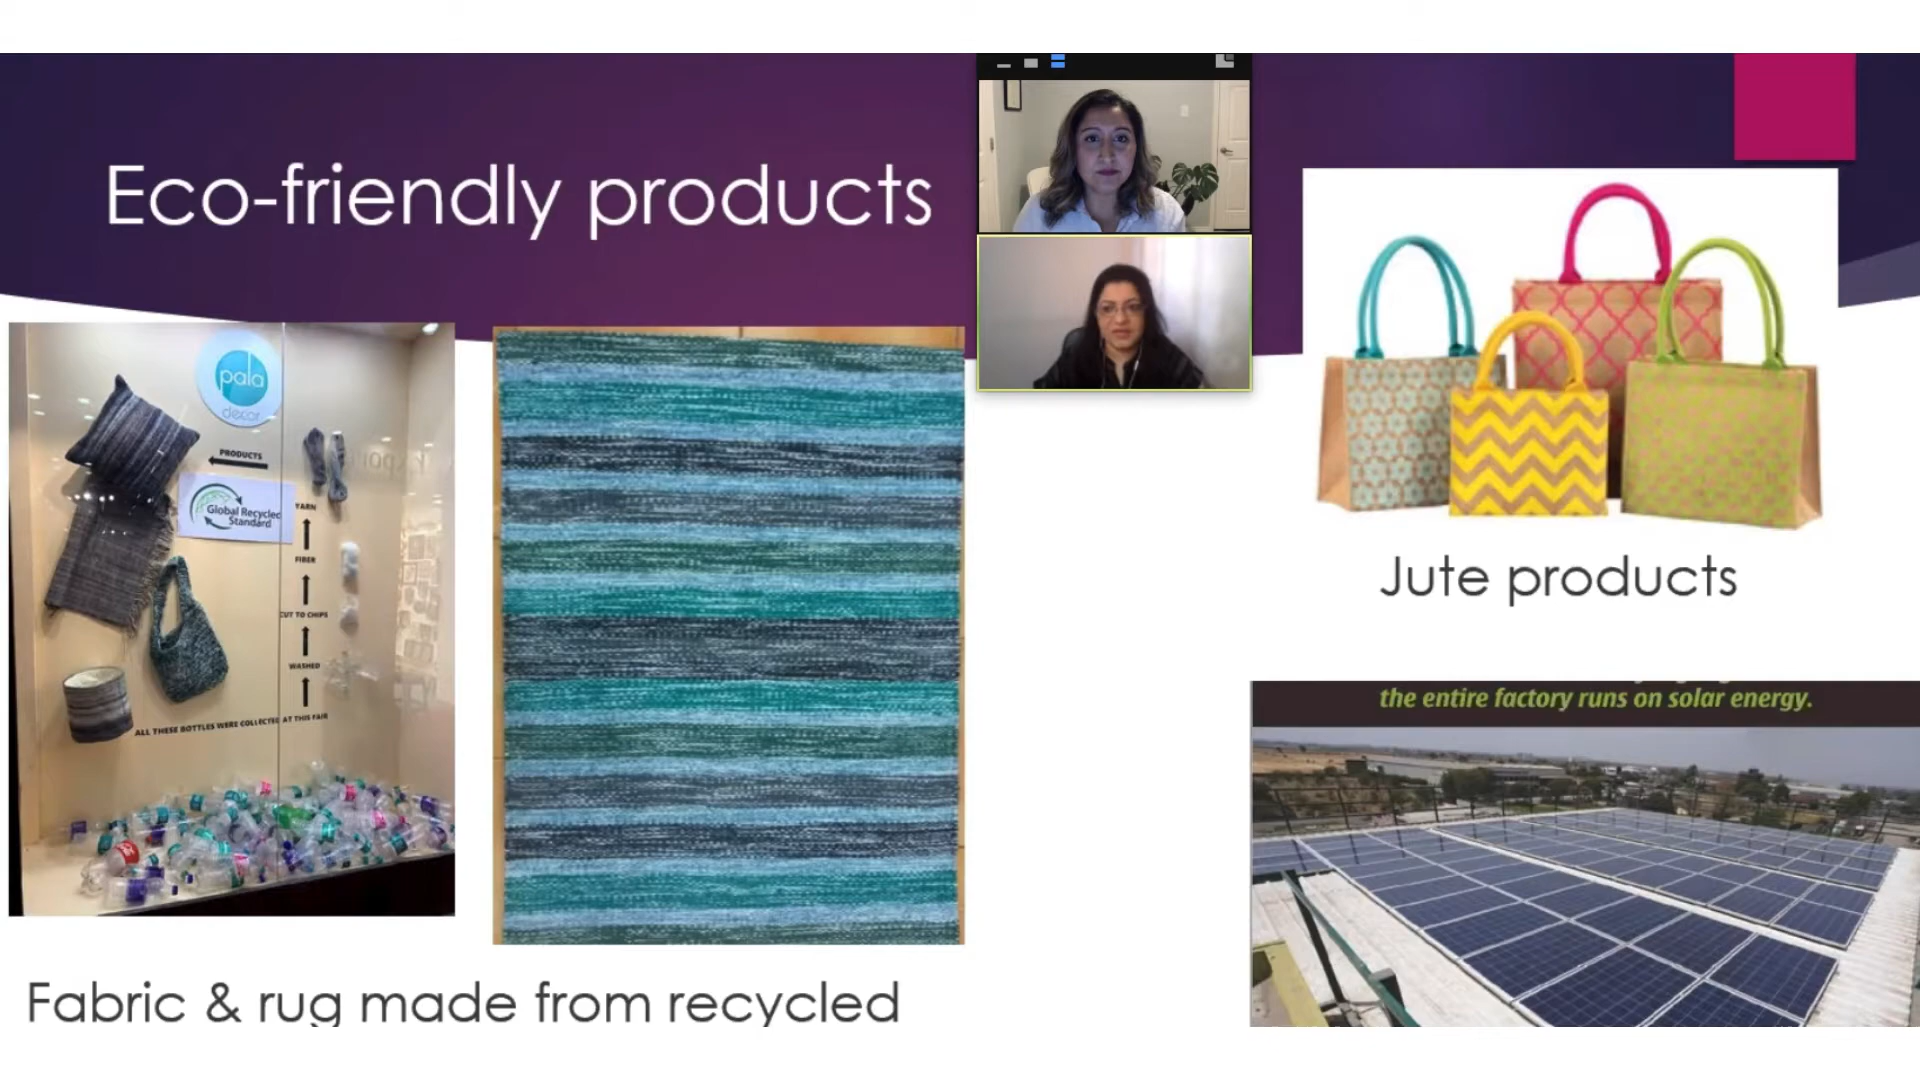 Eco-friendly products
pala
decor
PRODUCTS
Global Recycled
Standard
YARN
FIBER
CUT TO CHIPS
WASHED
ALL THESE BOTTLES WERE COLLECTED AT THIS FAIR
Fabric & rug made from recycled
Jute products
the entire factory runs on solar energy.